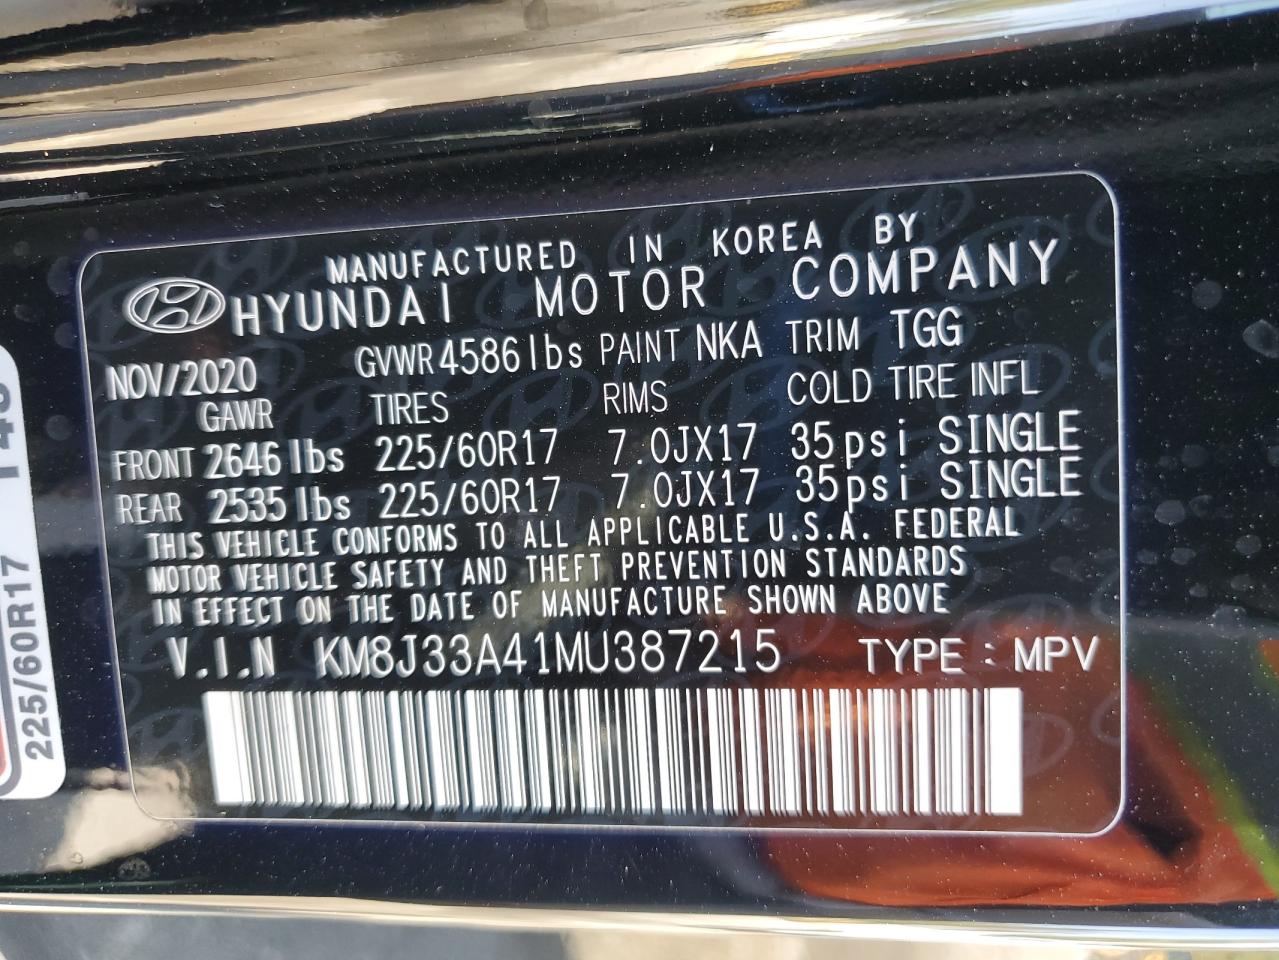 MANUFACTURED IN KOREA BY
HYUNDAI MOTOR COMPANY
NOV/2020 GVWR 4586 lbs PAINT NKA TRIM TGG
GAWR TIRES RIMS COLD TIRE INFL
FRONT 2646 lbs 225/60R17 7.0JX17 35psi SINGLE
REAR 2535 lbs 225/60R17 7.0JX17 35psi SINGLE
THIS VEHICLE CONFORMS TO ALL APPLICABLE U.S.A. FEDERAL
MOTOR VEHICLE SAFETY AND THEFT PREVENTION STANDARDS
IN EFFECT ON THE DATE OF MANUFACTURE SHOWN ABOVE
V.I.N KM8J33A41MU387215 TYPE : MPV
225/60R17